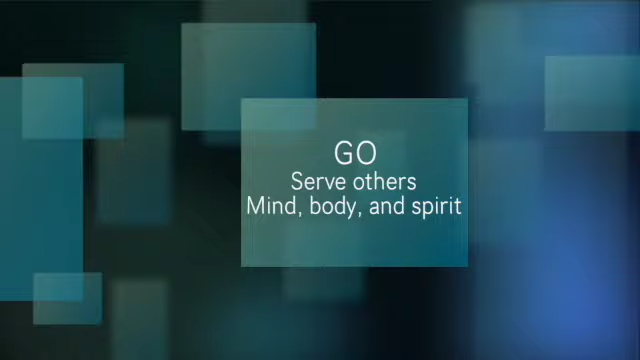 GO
Serve others
Mind, body, and spirit